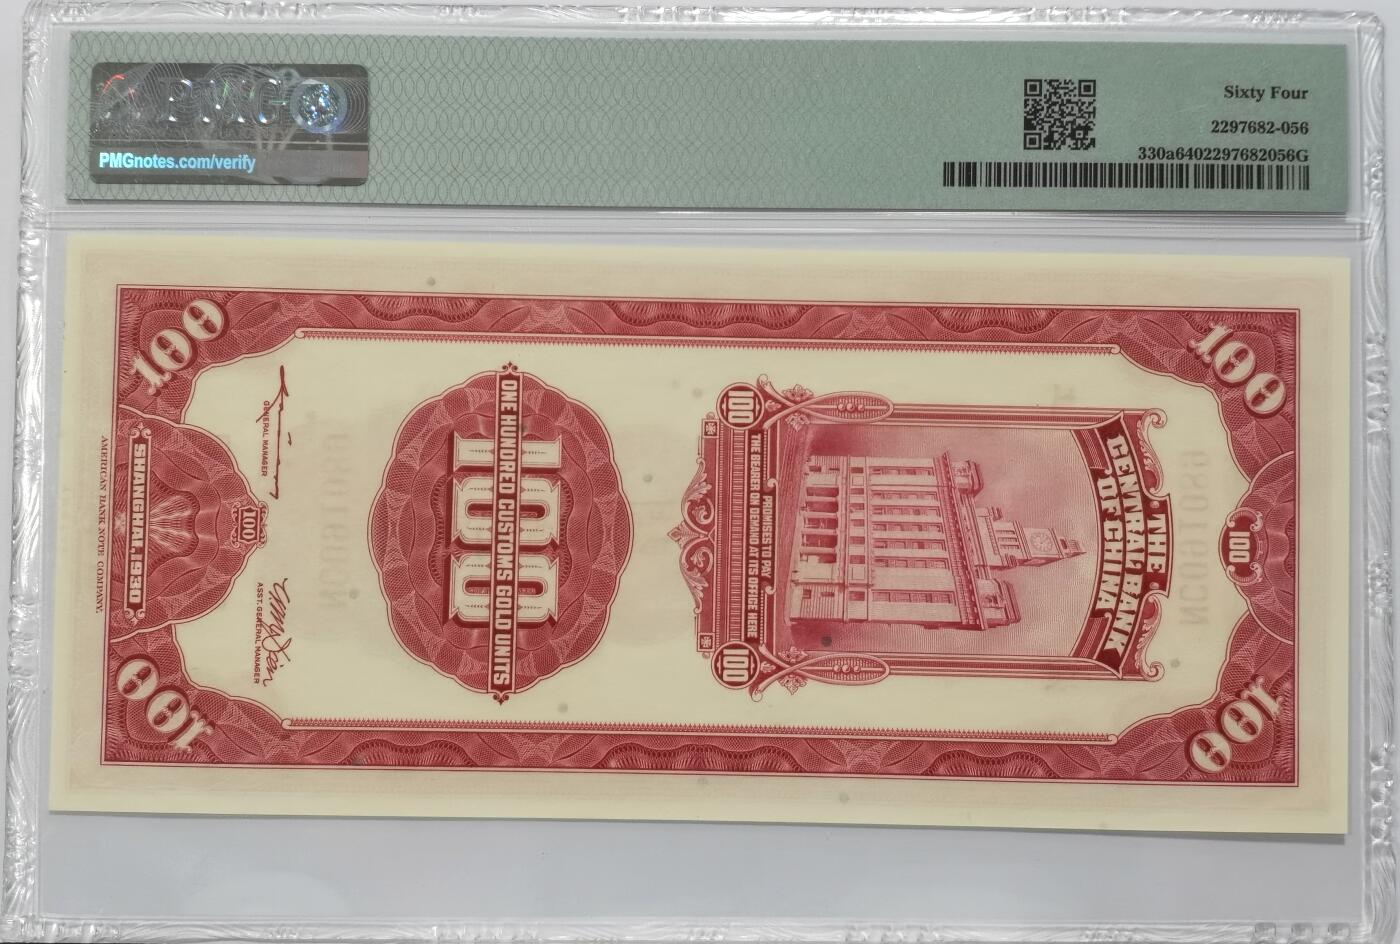 PMG
PMGnotes.com/verify
Sixty Four
2297682-056
330a6402297682056G
100
100
100
THE
CENTRAL BANK
OF CHINA
100
100
PROMISES TO PAY
THE BEARER ON DEMAND AT ITS OFFICE HERE
ONE HUNDRED CUSTOMS GOLD UNITS
100
GENERAL MANAGER
ASST. GENERAL MANAGER
100
SHANGHAI, 1930
100
100
AMERICAN BANK NOTE COMPANY.